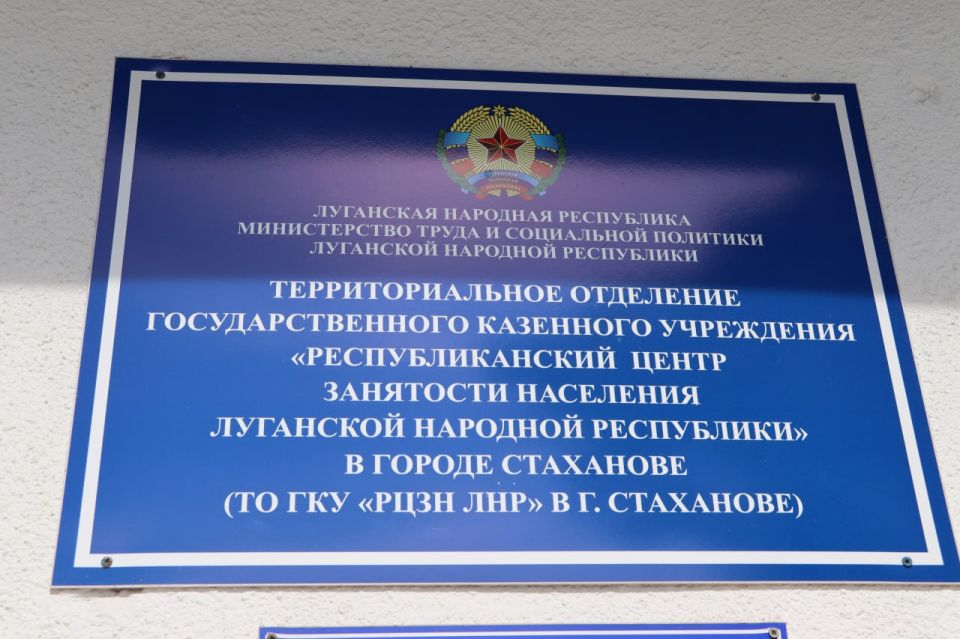 ЛУГАНСКАЯ НАРОДНАЯ РЕСПУБЛИКА
МИНИСТЕРСТВО ТРУДА И СОЦИАЛЬНОЙ ПОЛИТИКИ
ЛУГАНСКОЙ НАРОДНОЙ РЕСПУБЛИКИ
ТЕРРИТОРИАЛЬНОЕ ОТДЕЛЕНИЕ
ГОСУДАРСТВЕННОГО КАЗЕННОГО УЧРЕЖДЕНИЯ
«РЕСПУБЛИКАНСКИЙ ЦЕНТР
ЗАНЯТОСТИ НАСЕЛЕНИЯ
ЛУГАНСКОЙ НАРОДНОЙ РЕСПУБЛИКИ»
В ГОРОДЕ СТАХАНОВЕ
(ТО ГКУ «РЦЗН ЛНР» В Г. СТАХАНОВЕ)